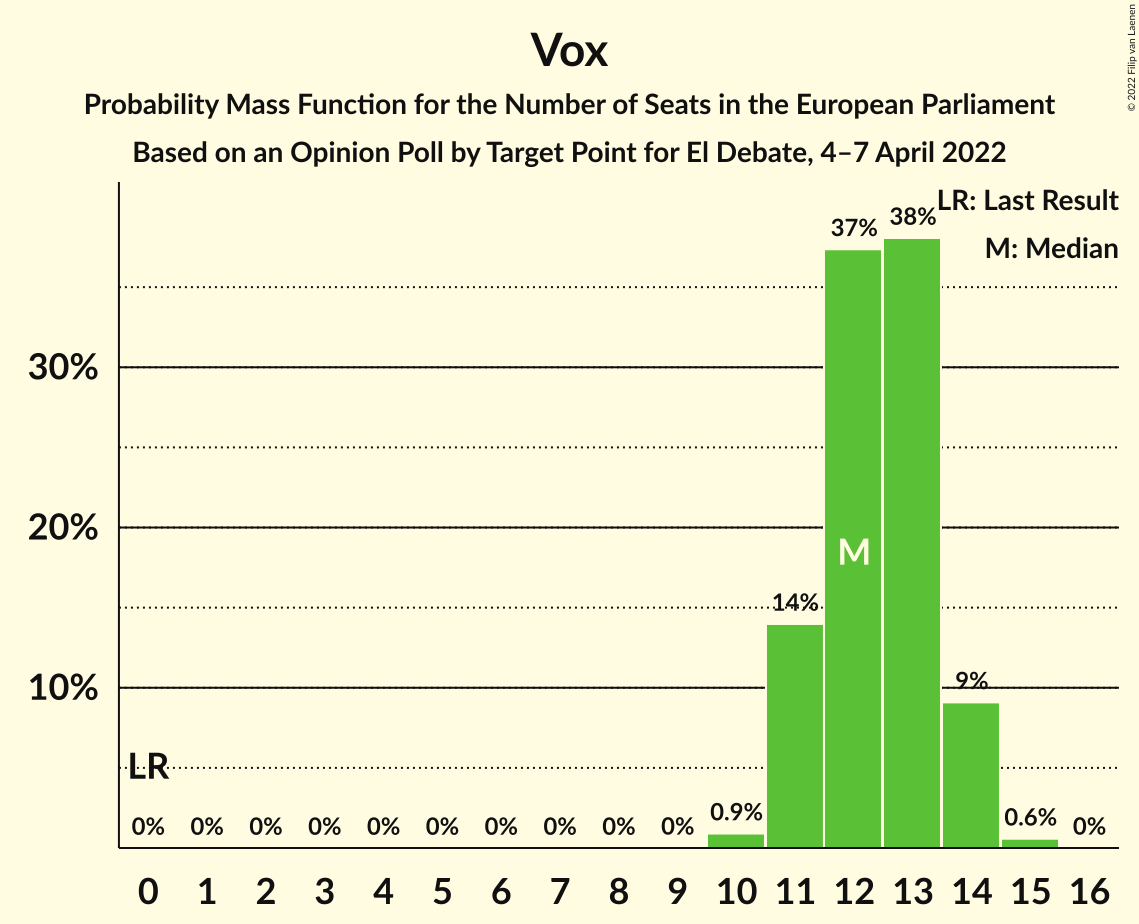 Vox
Probability Mass Function for the Number of Seats in the European Parliament
Based on an Opinion Poll by Target Point for El Debate, 4–7 April 2022
© 2022 Filip van Laenen
LR: Last Result
M: Median
38%
37%
30%
20%
M
14%
10%
9%
LR
0% 0% 0% 0% 0% 0% 0% 0% 0% 0% 0.9% 0.6% 0%
0 1 2 3 4 5 6 7 8 9 10 11 12 13 14 15 16